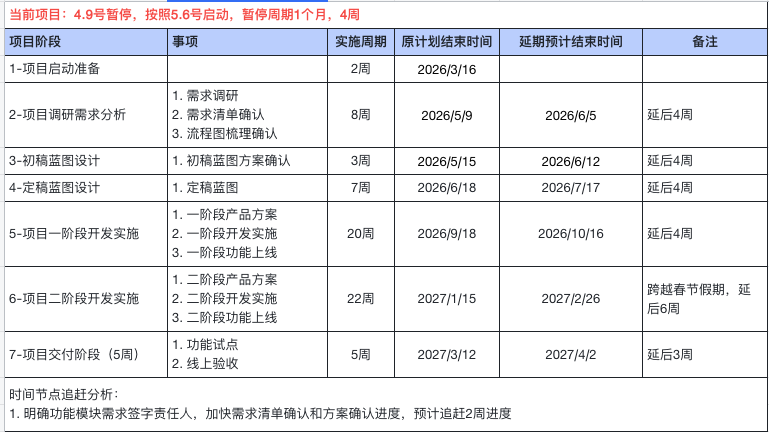 当前项目：4.9号暂停，按照5.6号启动，暂停周期1个月，4周
项目阶段 事项 实施周期 原计划结束时间 延期预计结束时间 备注
1-项目启动准备 2周 2026/3/16
2-项目调研需求分析 1. 需求调研 8周 2026/5/9 2026/6/5 延后4周
2. 需求清单确认
3. 流程图梳理确认
3-初稿蓝图设计 1. 初稿蓝图方案确认 3周 2026/5/15 2026/6/12 延后4周
4-定稿蓝图设计 1. 定稿蓝图 7周 2026/6/18 2026/7/17 延后4周
5-项目一阶段开发实施 1. 一阶段产品方案 20周 2026/9/18 2026/10/16 延后4周
2. 一阶段开发实施
3. 一阶段功能上线
6-项目二阶段开发实施 1. 二阶段产品方案 22周 2027/1/15 2027/2/26 跨越春节假期，延
后6周
2. 二阶段开发实施
3. 二阶段功能上线
7-项目交付阶段（5周） 1. 功能试点 5周 2027/3/12 2027/4/2 延后3周
2. 线上验收
时间节点追赶分析：
1. 明确功能模块需求签字责任人，加快需求清单确认和方案确认进度，预计追赶2周进度